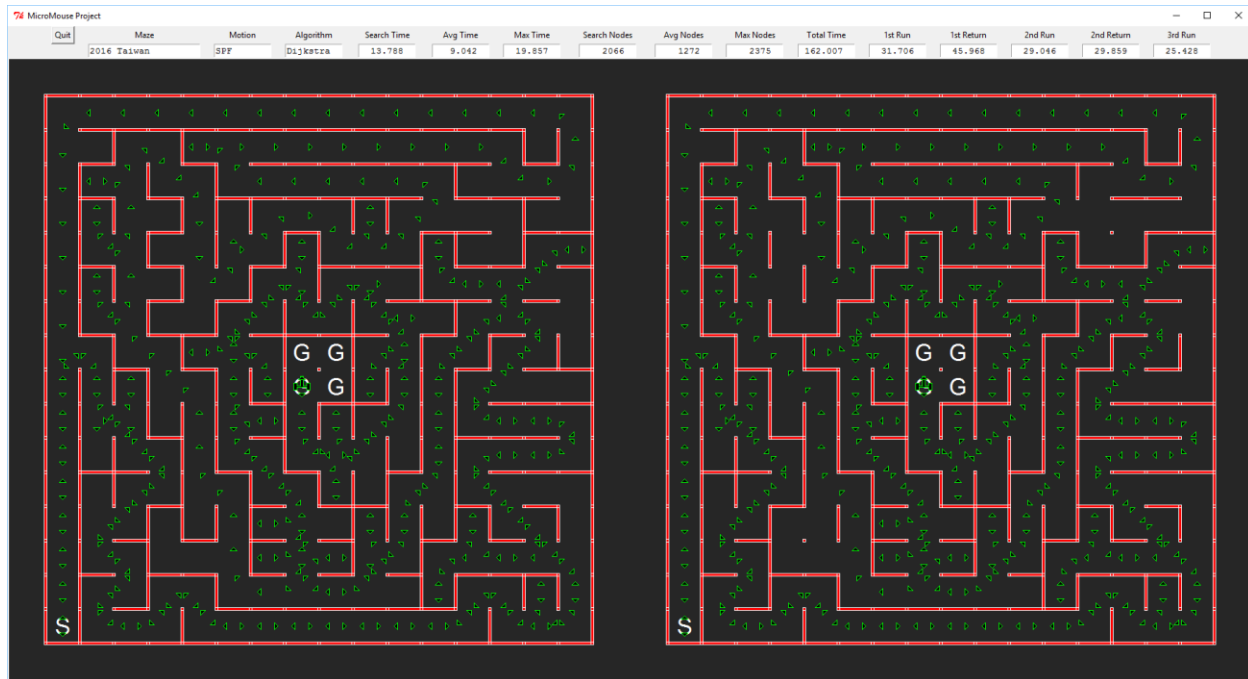 MicroMouse Project
Quit Maze Motion Algorithm Search Time Avg Time Max Time Search Nodes Avg Nodes Max Nodes Total Time 1st Run 1st Return 2nd Run 2nd Return 3rd Run
2016 Taiwan SPF Dijkstra 13.788 9.042 19.857 2066 1272 2375 162.007 31.706 45.968 29.046 29.859 25.428
G G G G
G G
S S